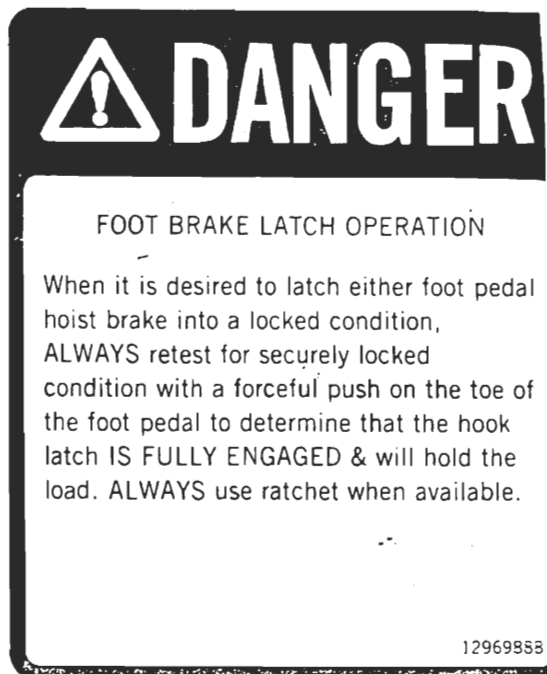 DANGER
FOOT BRAKE LATCH OPERATION
When it is desired to latch either foot pedal
hoist brake into a locked condition,
ALWAYS retest for securely locked
condition with a forceful push on the toe of
the foot pedal to determine that the hook
latch IS FULLY ENGAGED & will hold the
load. ALWAYS use ratchet when available.
12969858